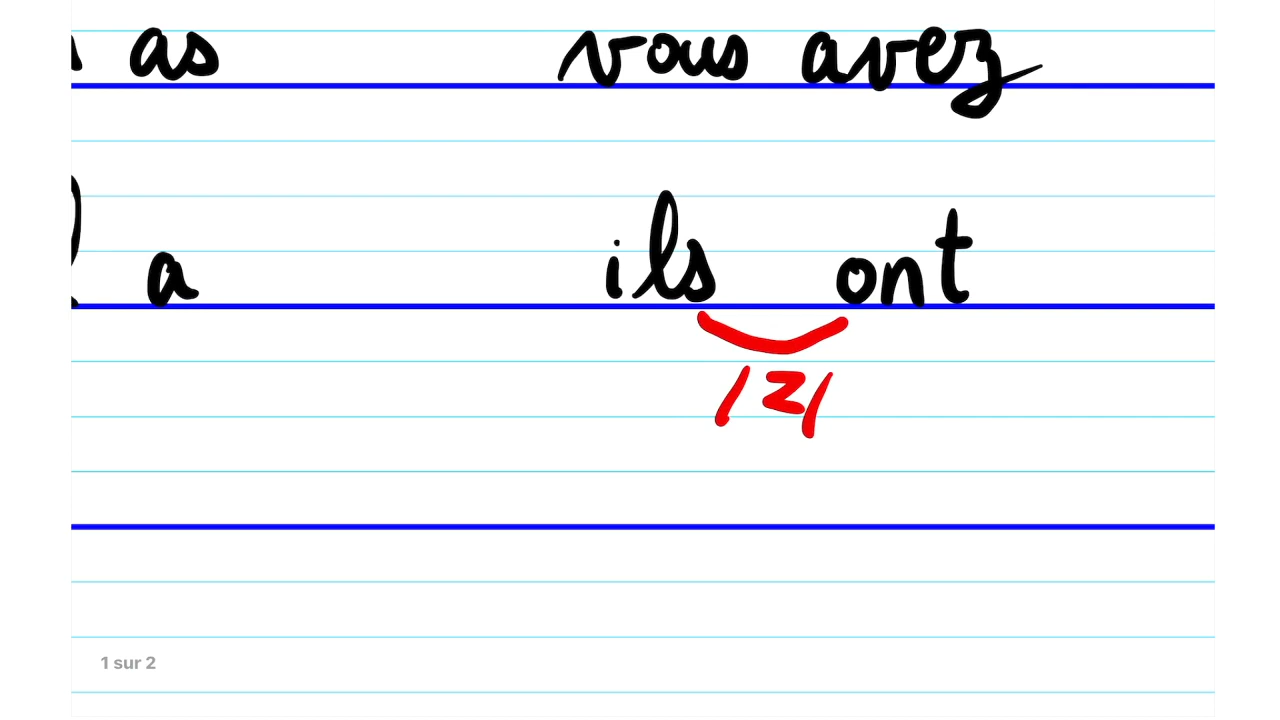 as vous avez
a ils ont
/z/
1 sur 2